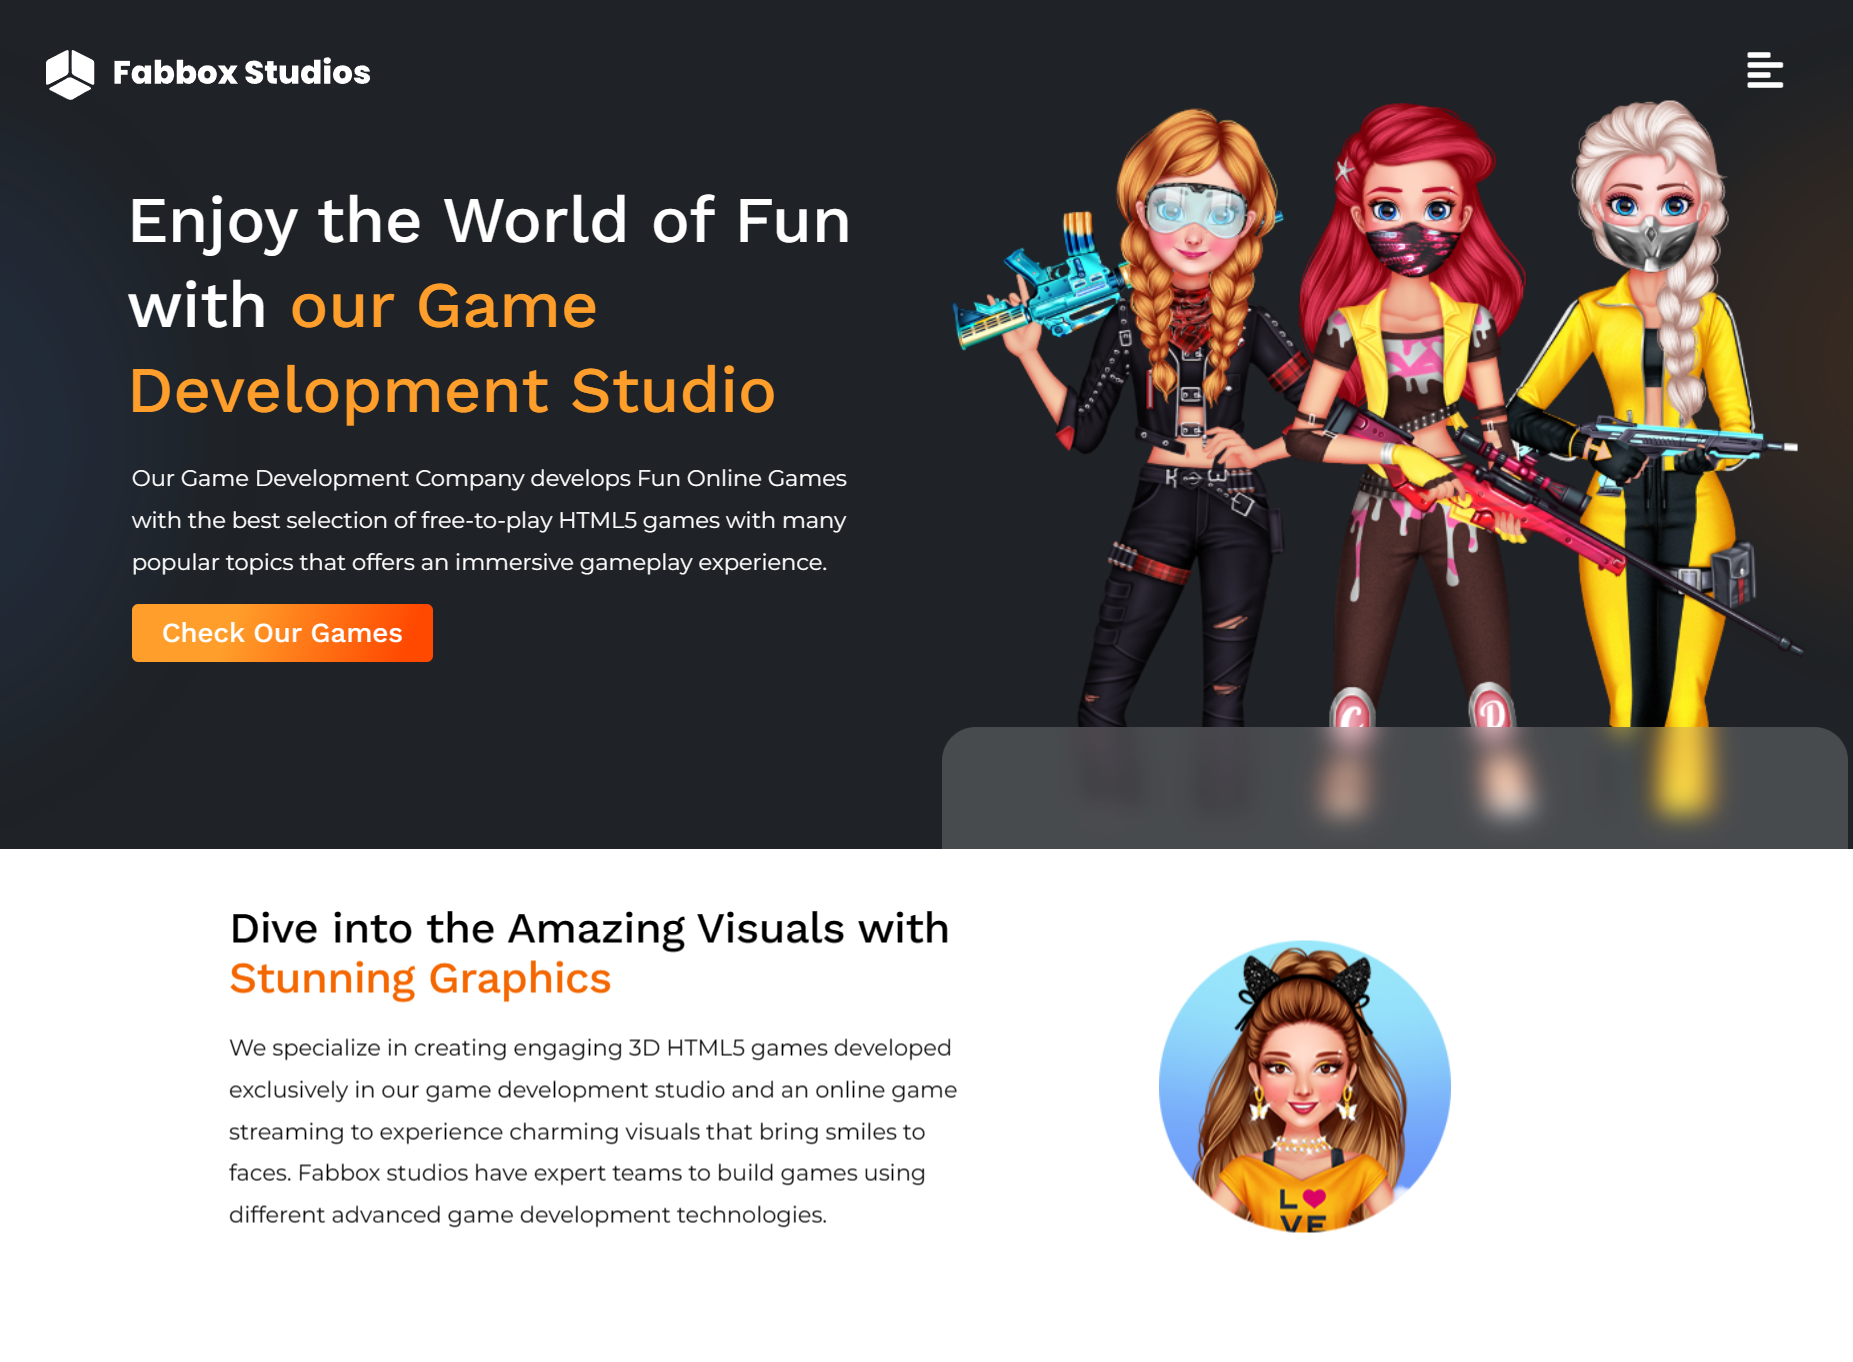 Fabbox Studios
Enjoy the World of Fun
with our Game
Development Studio
Our Game Development Company develops Fun Online Games
with the best selection of free-to-play HTML5 games with many
popular topics that offers an immersive gameplay experience.
Check Our Games
C
D
Dive into the Amazing Visuals with
Stunning Graphics
We specialize in creating engaging 3D HTML5 games developed
exclusively in our game development studio and an online game
streaming to experience charming visuals that bring smiles to
faces. Fabbox studios have expert teams to build games using
different advanced game development technologies.
L
VE